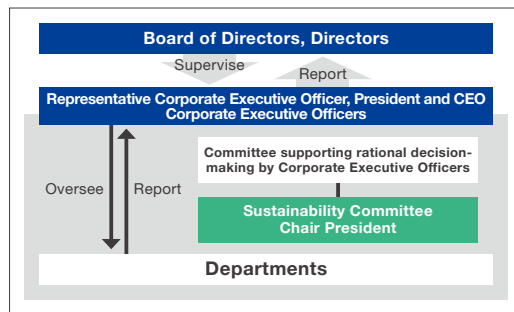 Board of Directors, Directors
Supervise
Report
Representative Corporate Executive Officer, President and CEO
Corporate Executive Officers
Committee supporting rational decision-
making by Corporate Executive Officers
Oversee
Report
Sustainability Committee
Chair President
Departments